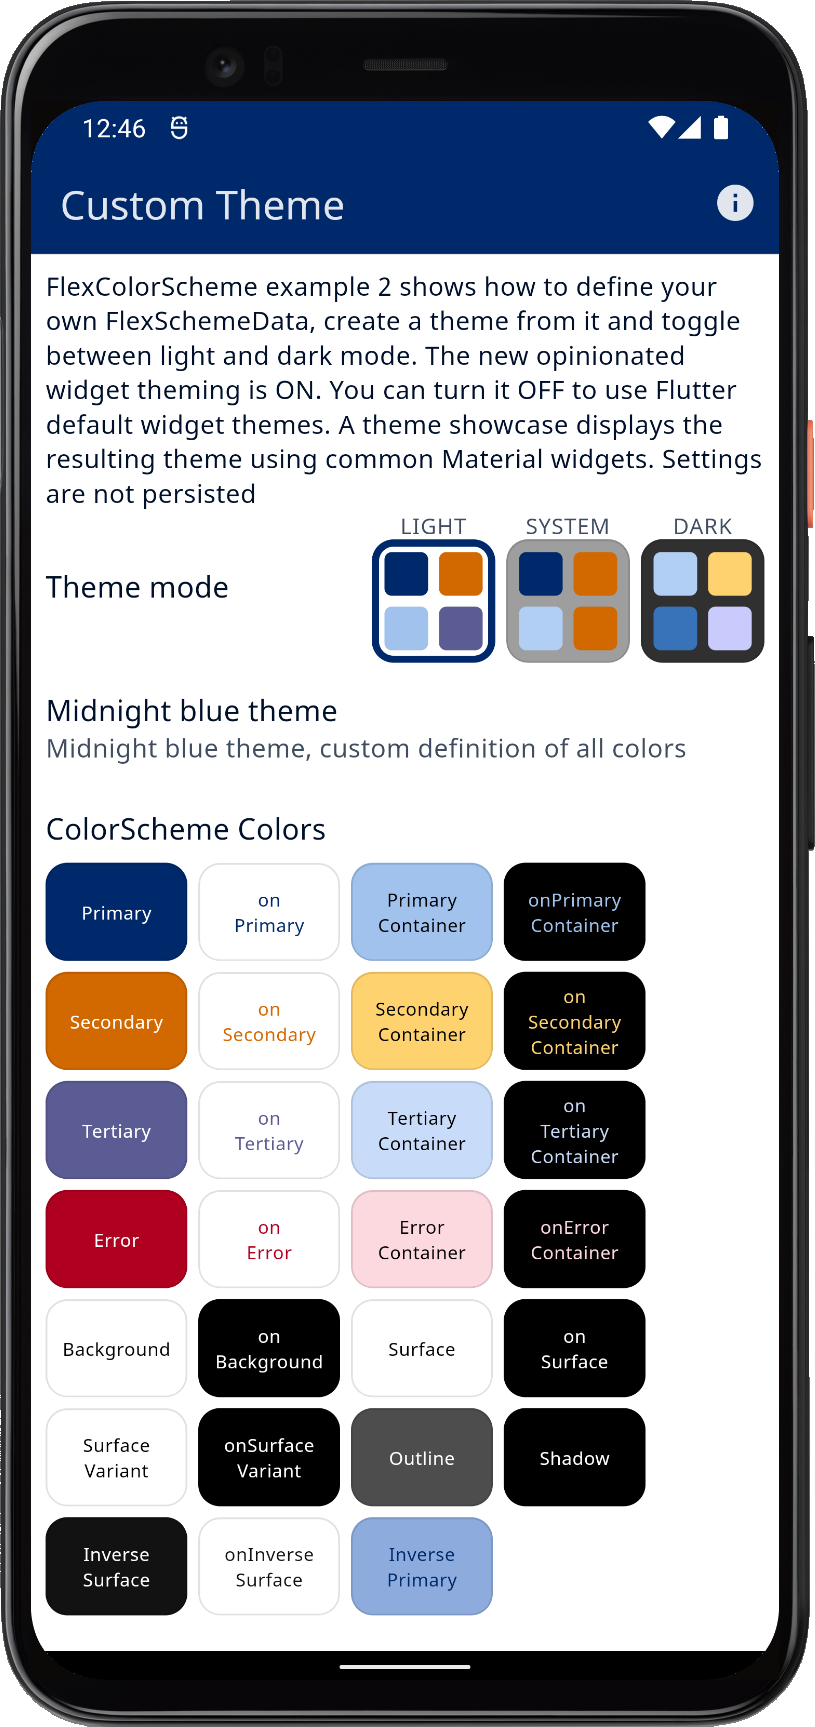 12:46
Custom Theme
FlexColorScheme example 2 shows how to define your
own FlexSchemeData, create a theme from it and toggle
between light and dark mode. The new opinionated
widget theming is ON. You can turn it OFF to use Flutter
default widget themes. A theme showcase displays the
resulting theme using common Material widgets. Settings
are not persisted
LIGHT SYSTEM DARK
Theme mode
Midnight blue theme
Midnight blue theme, custom definition of all colors
ColorScheme Colors
Primary
on
Primary
Primary
Container
onPrimary
Container
Secondary
on
Secondary
Secondary
Container
on
Secondary
Container
Tertiary
on
Tertiary
Tertiary
Container
on
Tertiary
Container
Error
on
Error
Error
Container
onError
Container
Background
on
Background
Surface
on
Surface
Surface
Variant
onSurface
Variant
Outline
Shadow
Inverse
Surface
onInverse
Surface
Inverse
Primary